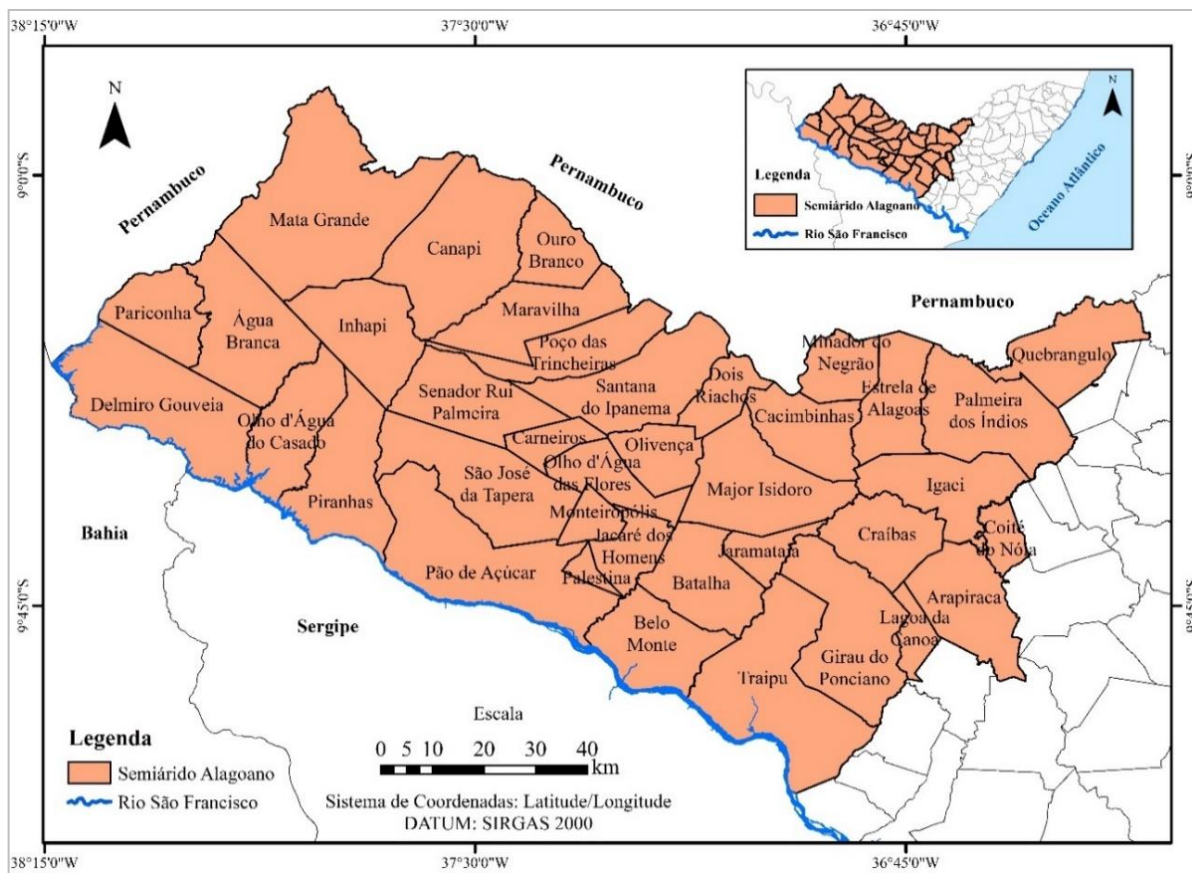 38°15'0"W
37°30'0"W
36°45'0"W
N
N
9°0'0"S
9°0'0"S
Pernambuco
Pernambuco
Legenda
Semiárido Alagoano
Rio São Francisco
Oceano Atlântico
Mata Grande
Canapi
Ouro
Branco
Pernambuco
Pariconha
Água
Branca
Inhapi
Maravilha
Poço das
Trincheiras
Minador do
Negrão
Quebrangulo
Delmiro Gouveia
Olho d'Água
do Casado
Senador Rui
Palmeira
Santana
do Ipanema
Dois
Riachos
Cacimbinhas
Estrela de
Alagoas
Palmeira
dos Índios
Carneiros
Olivença
Olho d'Água
das Flores
São José
da Tapera
Major Isidoro
Igaci
Piranhas
Monteirópolis
Jacaré dos
Homens
Craíbas
Coité
do Nóia
Bahia
Pão de Açúcar
Palestina
Batalha
Jaramataia
Arapiraca
9°45'0"S
9°45'0"S
Sergipe
Belo
Monte
Lagoa da
Canoa
Girau do
Ponciano
Traipu
Legenda
Semiárido Alagoano
Rio São Francisco
Escala
0 5 10 20 30 40
km
Sistema de Coordenadas: Latitude/Longitude
DATUM: SIRGAS 2000
38°15'0"W
37°30'0"W
36°45'0"W